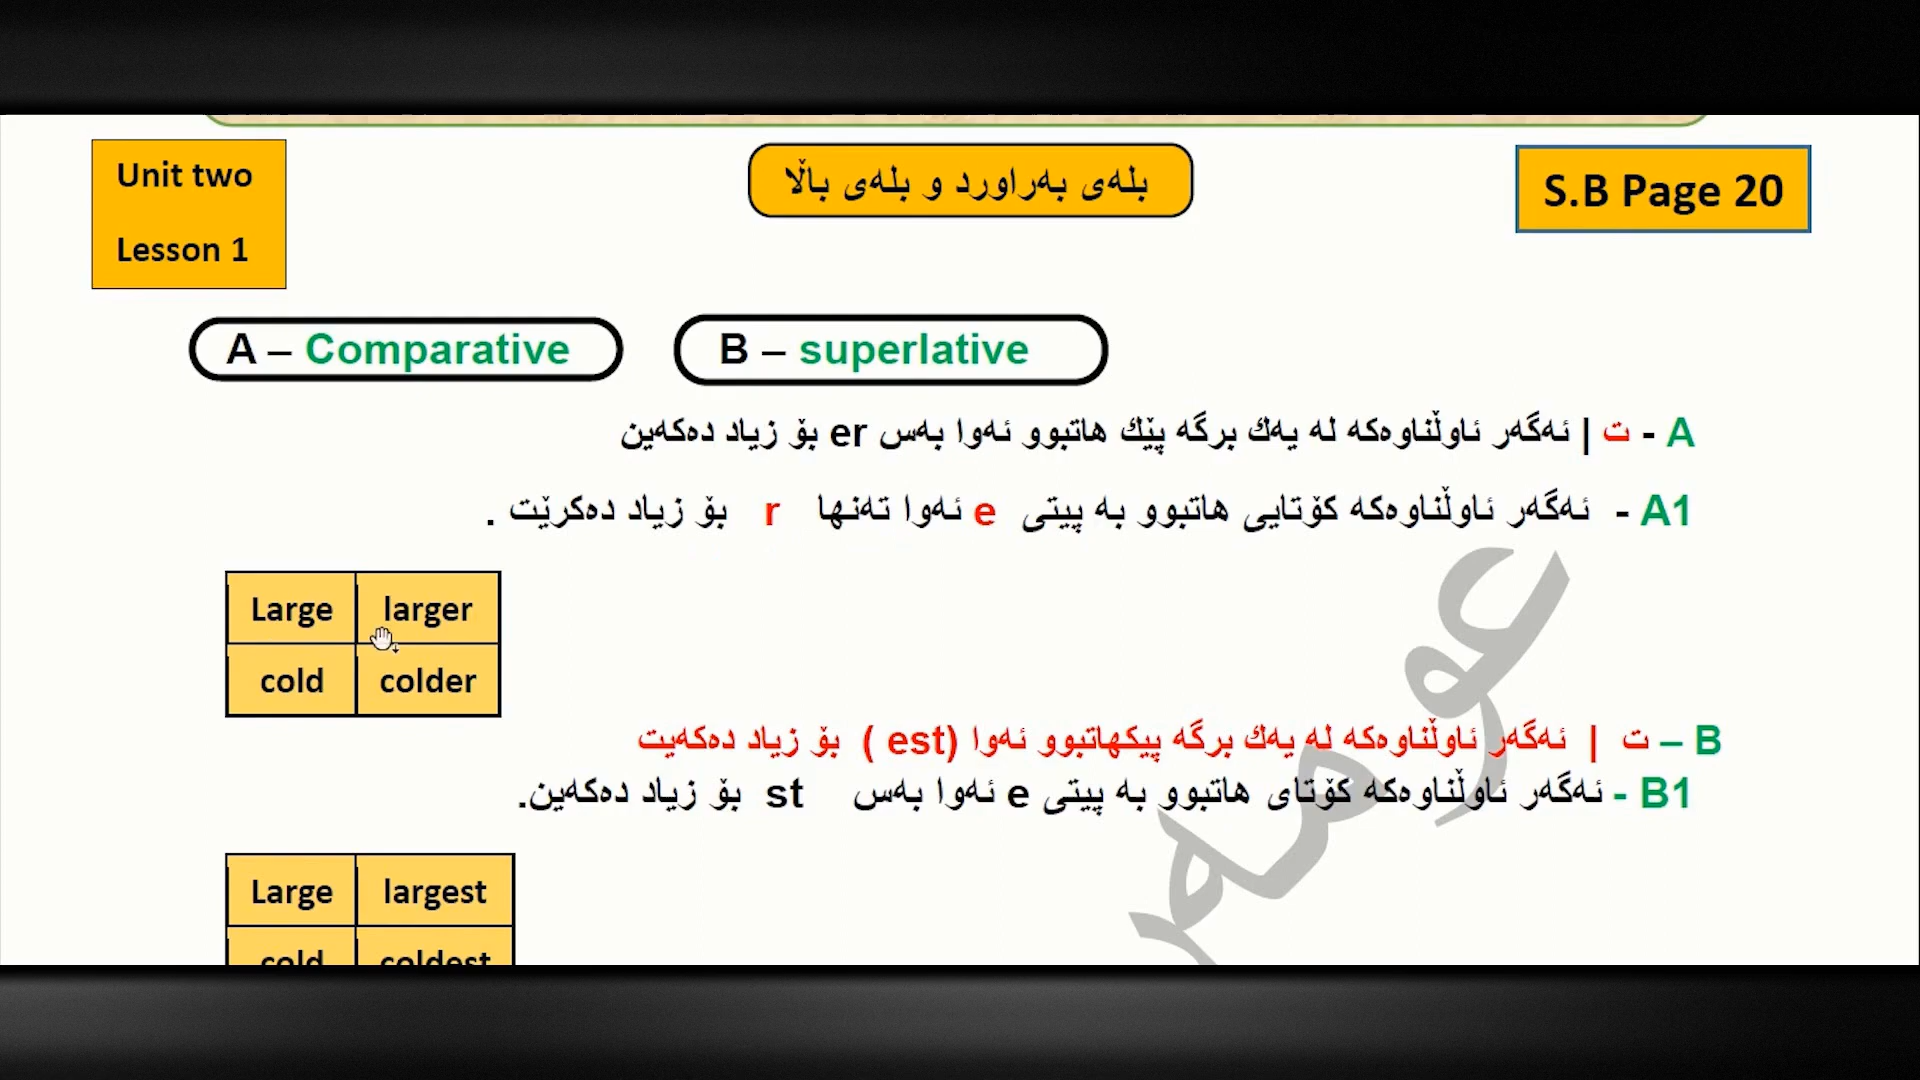 Unit two
Lesson 1
بلەی بەراورد و بلەی باڵا
S.B Page 20
A – Comparative
B – superlative
A - ت | ئەگەر ئاوڵناوەکە لە یەك برگە پێك هاتبوو ئەوا بەس er بۆ زیاد دەکەین
A1 - ئەگەر ئاوڵناوەکە کۆتایی هاتبوو بە پیتی e ئەوا تەنها r بۆ زیاد دەکرێت .
Large larger
cold colder
B – ت | ئەگەر ئاوڵناوەکە لە یەك برگە پیکهاتبوو ئەوا (est ) بۆ زیاد دەکەیت
B1 - ئەگەر ئاوڵناوەکە کۆتای هاتبوو بە پیتی e ئەوا بەس st بۆ زیاد دەکەین.
Large largest
cold coldest
عومەر